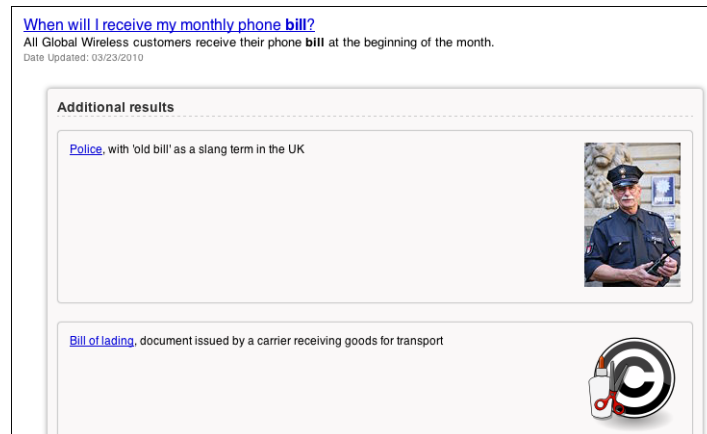 When will I receive my monthly phone bill?
All Global Wireless customers receive their phone bill at the beginning of the month.
Date Updated: 03/23/2010
Additional results
Police, with 'old bill' as a slang term in the UK
Bill of lading, document issued by a carrier receiving goods for transport